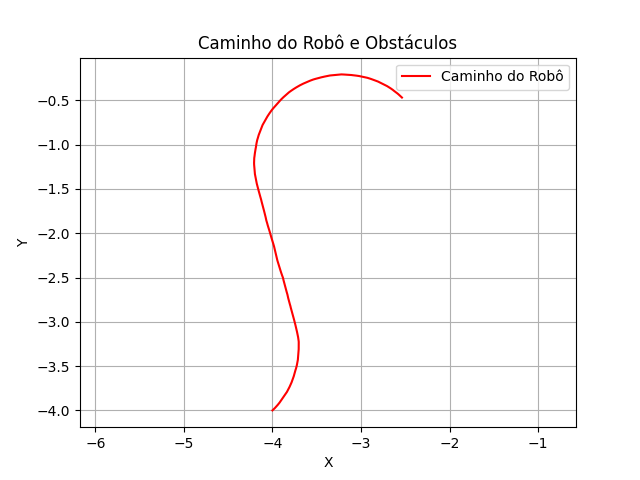 Caminho do Robô e Obstáculos
Caminho do Robô
Y
−0.5
−1.0
−1.5
−2.0
−2.5
−3.0
−3.5
−4.0
−6 −5 −4 −3 −2 −1
X